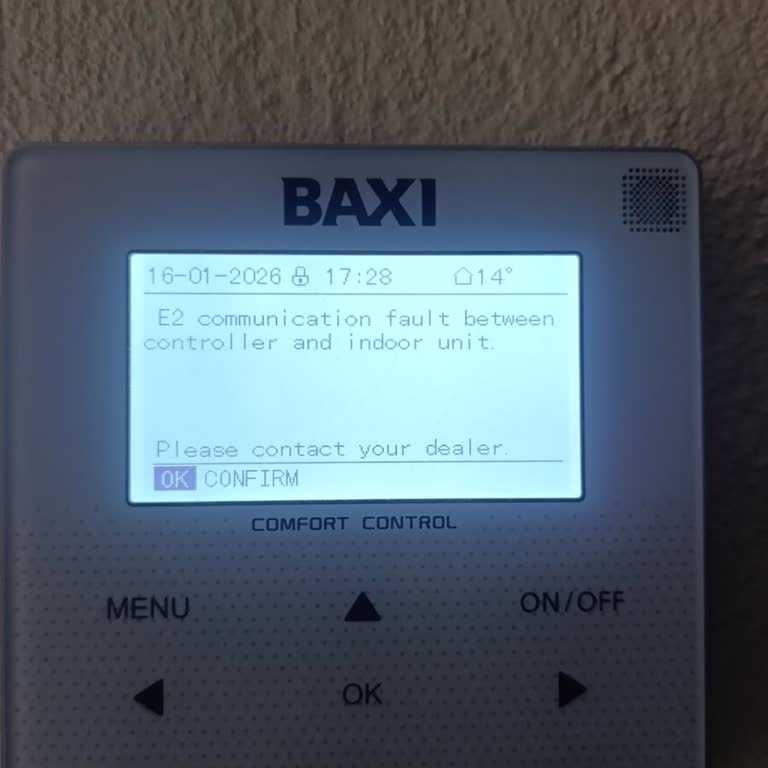 BAXI
16-01-2026 17:28 14°
E2 communication fault between
controller and indoor unit.
Please contact your dealer.
OK CONFIRM
COMFORT CONTROL
MENU ON/OFF
OK